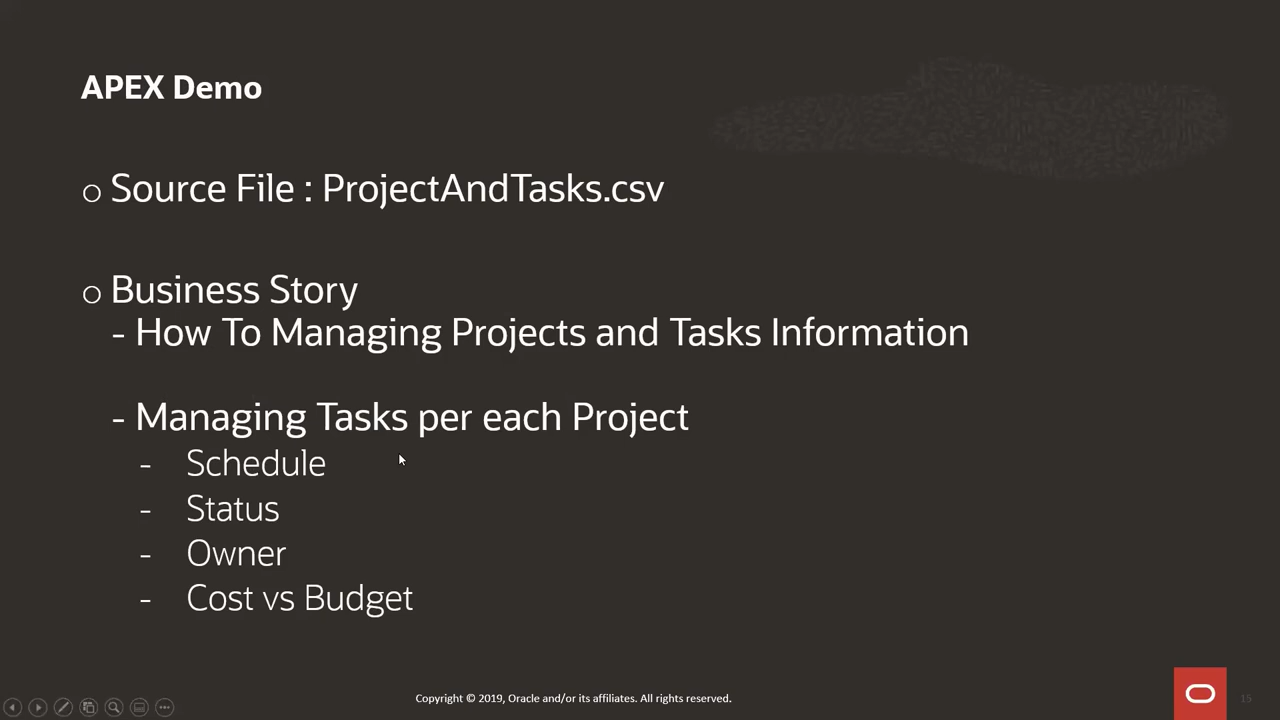 APEX Demo
o Source File : ProjectAndTasks.csv
o Business Story
- How To Managing Projects and Tasks Information
- Managing Tasks per each Project
- Schedule
- Status
- Owner
- Cost vs Budget
Copyright © 2019, Oracle and/or its affiliates. All rights reserved.
15